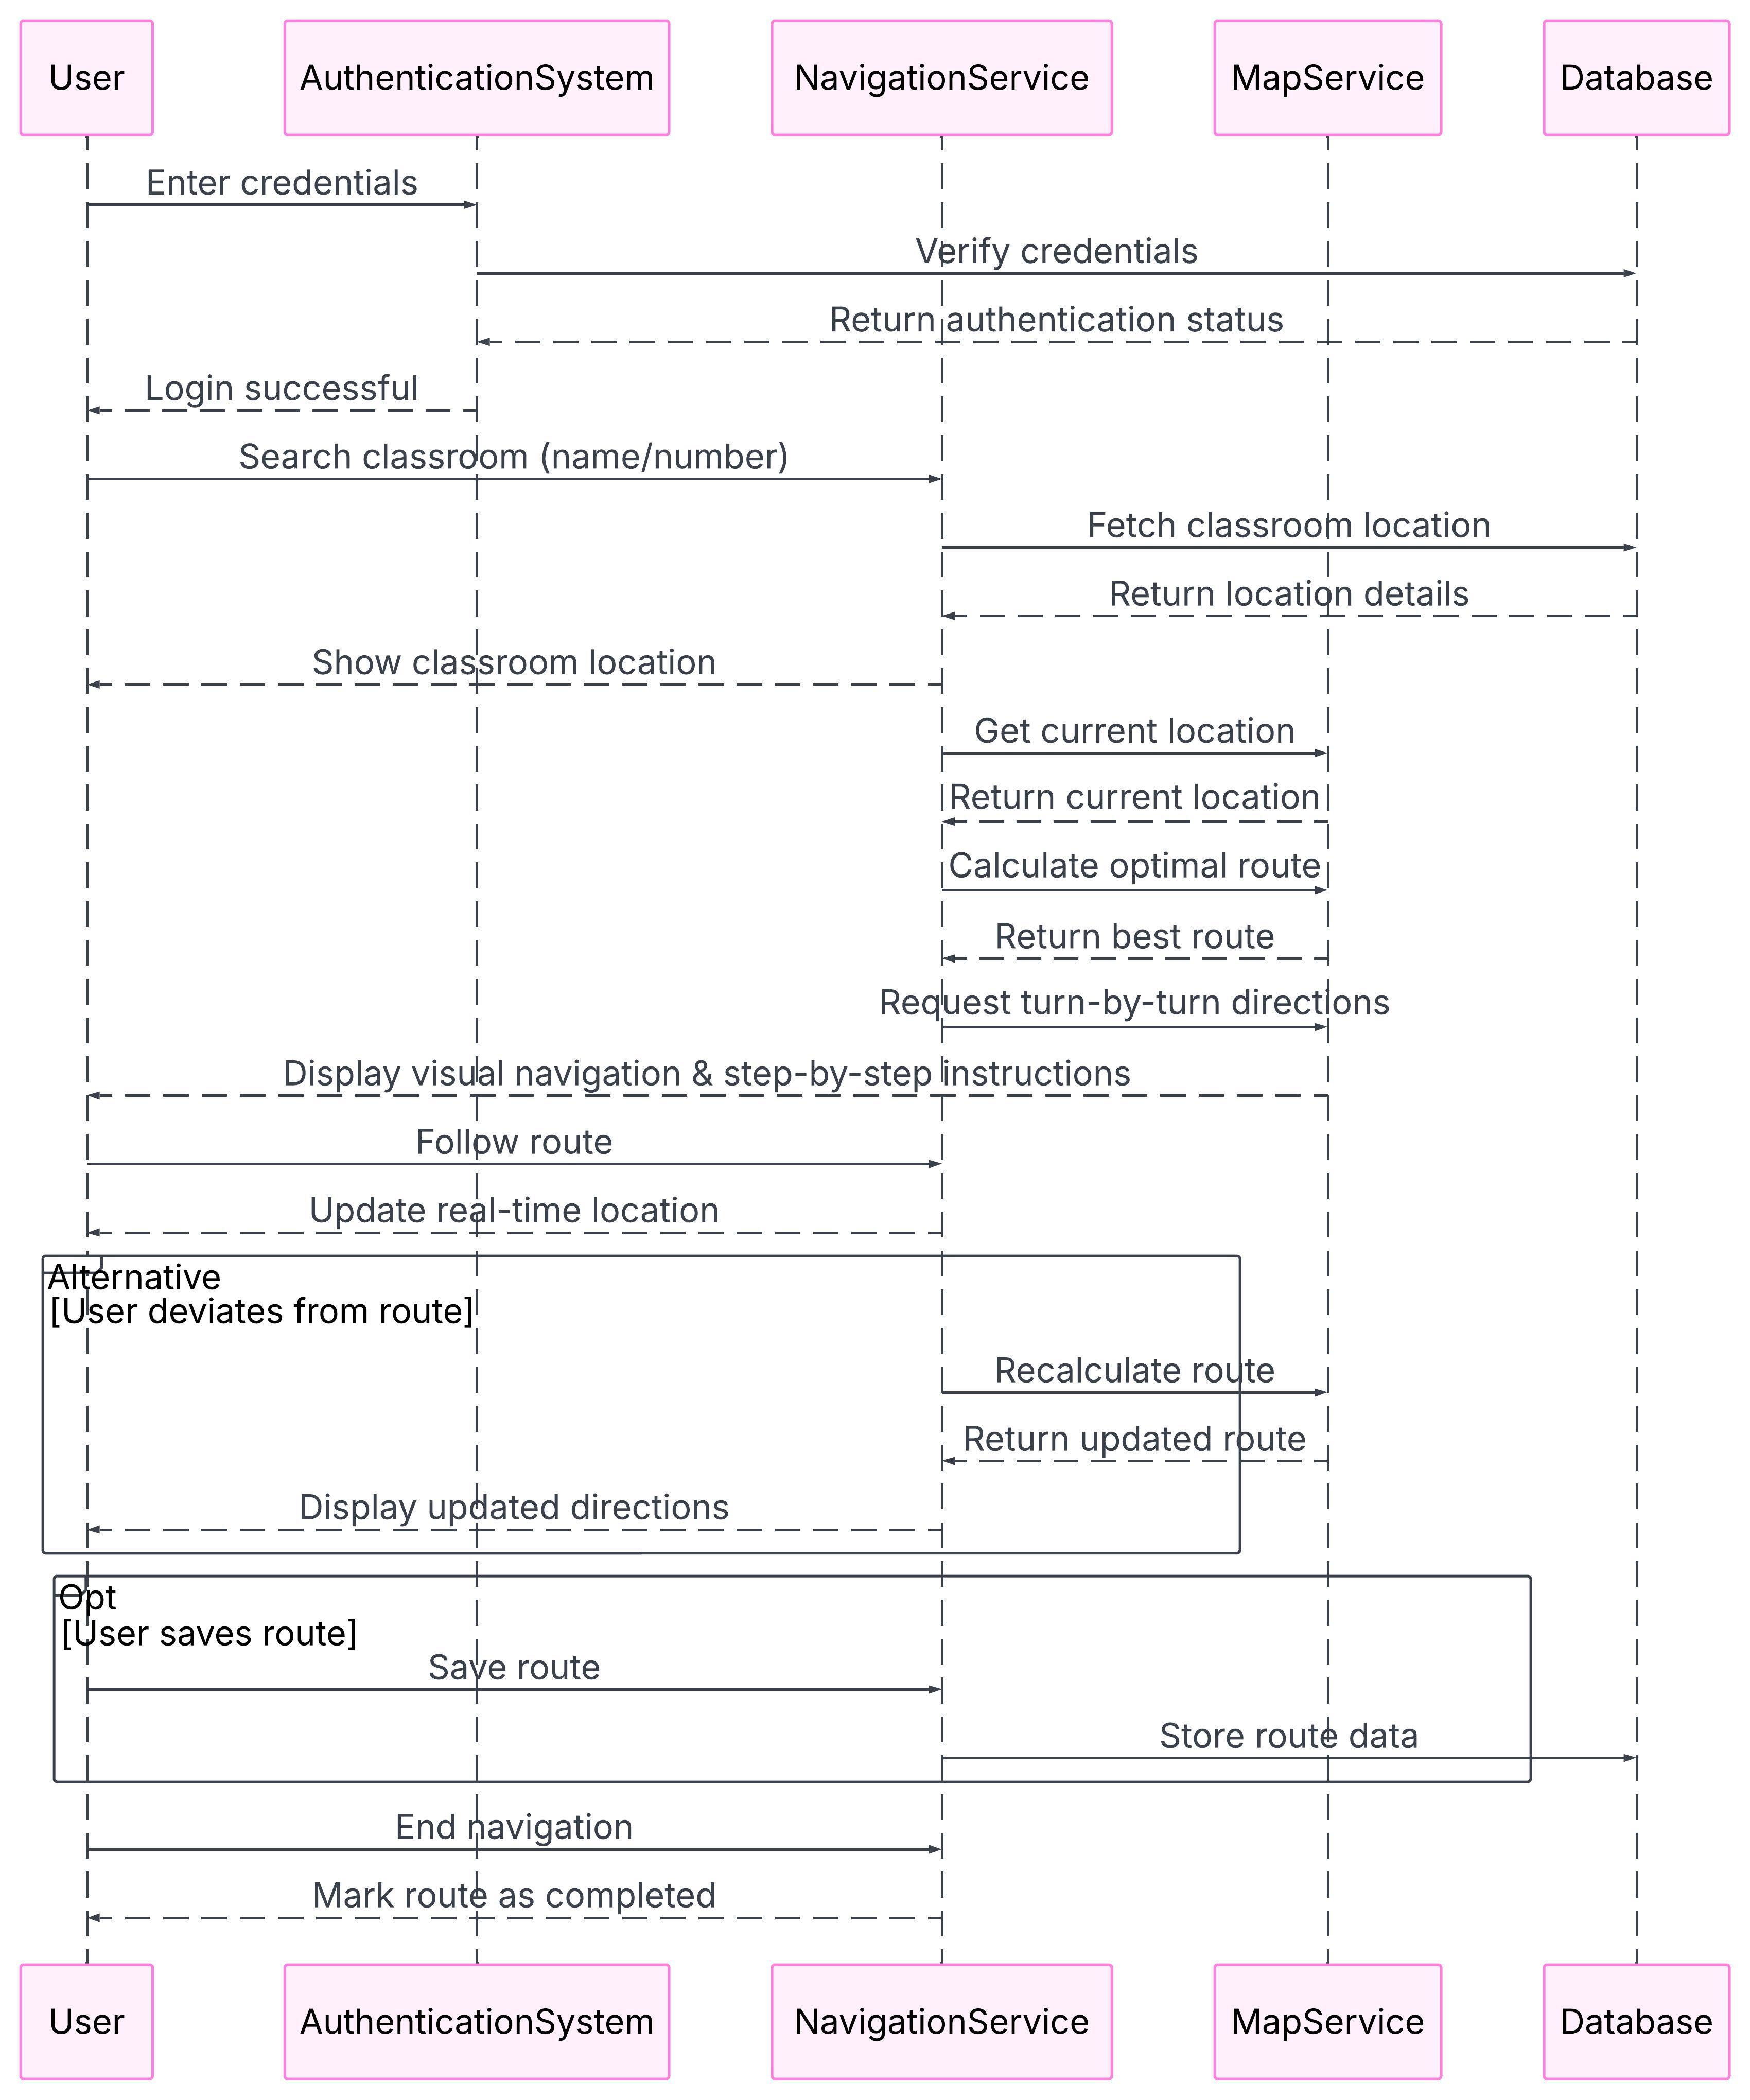 User
AuthenticationSystem
NavigationService
MapService
Database
Enter credentials
Verify credentials
Return authentication status
Login successful
Search classroom (name/number)
Fetch classroom location
Return location details
Show classroom location
Get current location
Return current location
Calculate optimal route
Return best route
Request turn-by-turn directions
Display visual navigation & step-by-step instructions
Follow route
Update real-time location
Alternative
[User deviates from route]
Recalculate route
Return updated route
Display updated directions
Opt
[User saves route]
Save route
Store route data
End navigation
Mark route as completed
User
AuthenticationSystem
NavigationService
MapService
Database